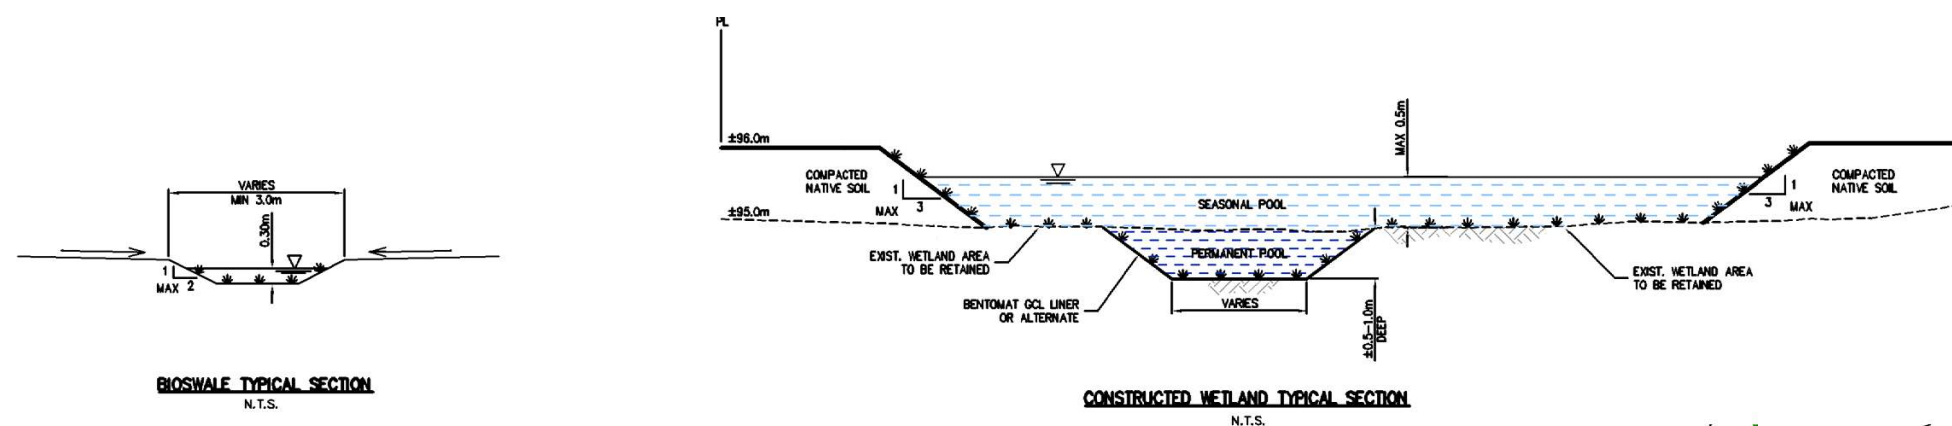 VARIES
MIN 3.0m
0.30m
1
MAX 2
BIOSWALE TYPICAL SECTION
N.T.S.
PL
±96.0m
COMPACTED
NATIVE SOIL
1
MAX 3
±95.0m
MAX 0.5m
SEASONAL POOL
PERMANENT POOL
EXIST. WETLAND AREA
TO BE RETAINED
BENTOMAT GCL LINER
OR ALTERNATE
VARIES
±0.5-1.0m
DEEP
1
3 MAX
COMPACTED
NATIVE SOIL
EXIST. WETLAND AREA
TO BE RETAINED
CONSTRUCTED WETLAND TYPICAL SECTION
N.T.S.